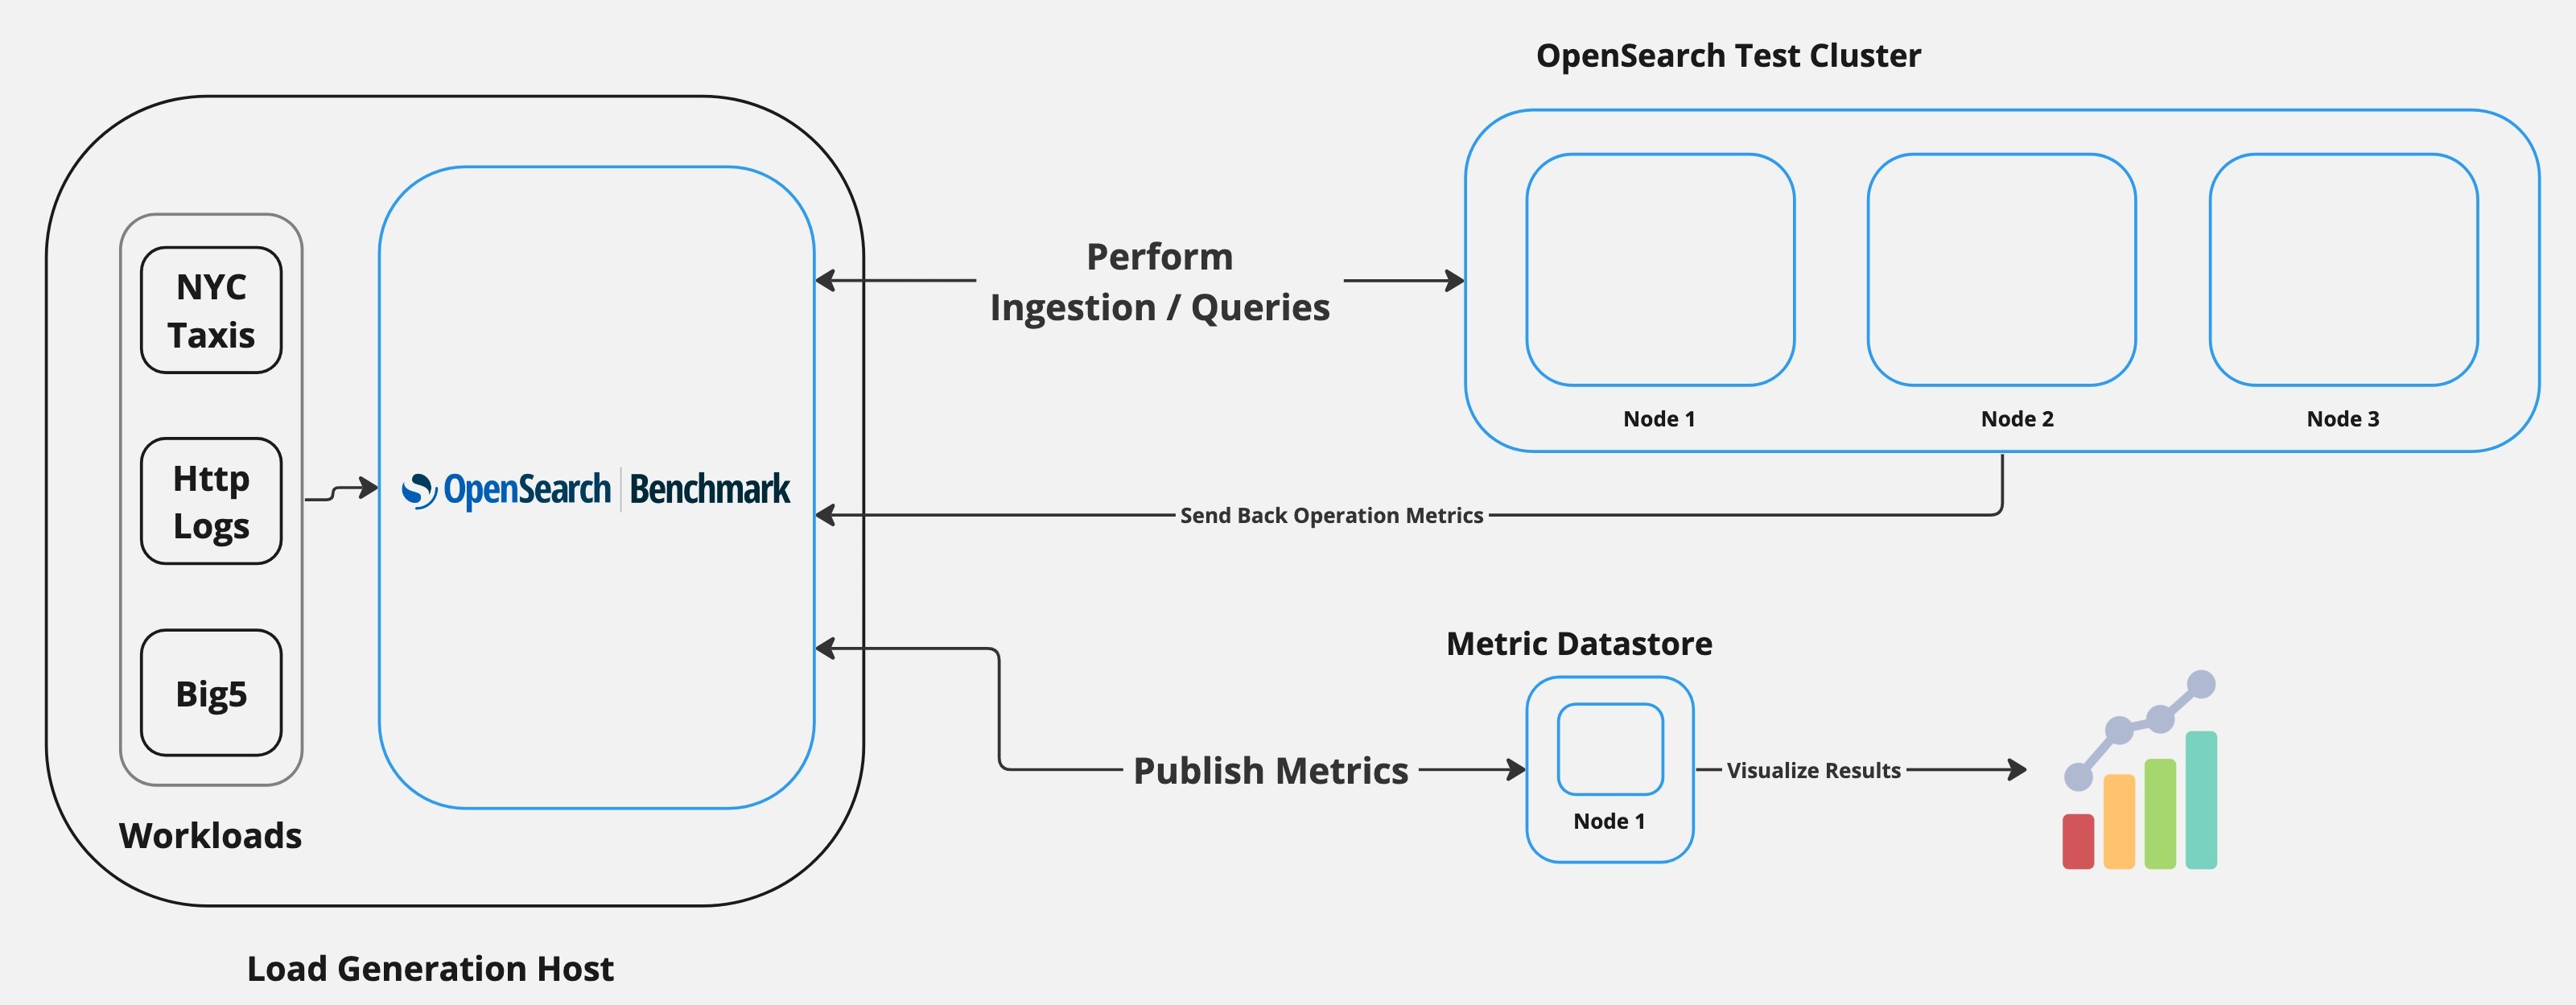 OpenSearch Test Cluster
NYC
Taxis
Http
Logs
Big5
Workloads
OpenSearch | Benchmark
Load Generation Host
Perform
Ingestion / Queries
Node 1
Node 2
Node 3
Send Back Operation Metrics
Publish Metrics
Metric Datastore
Node 1
Visualize Results